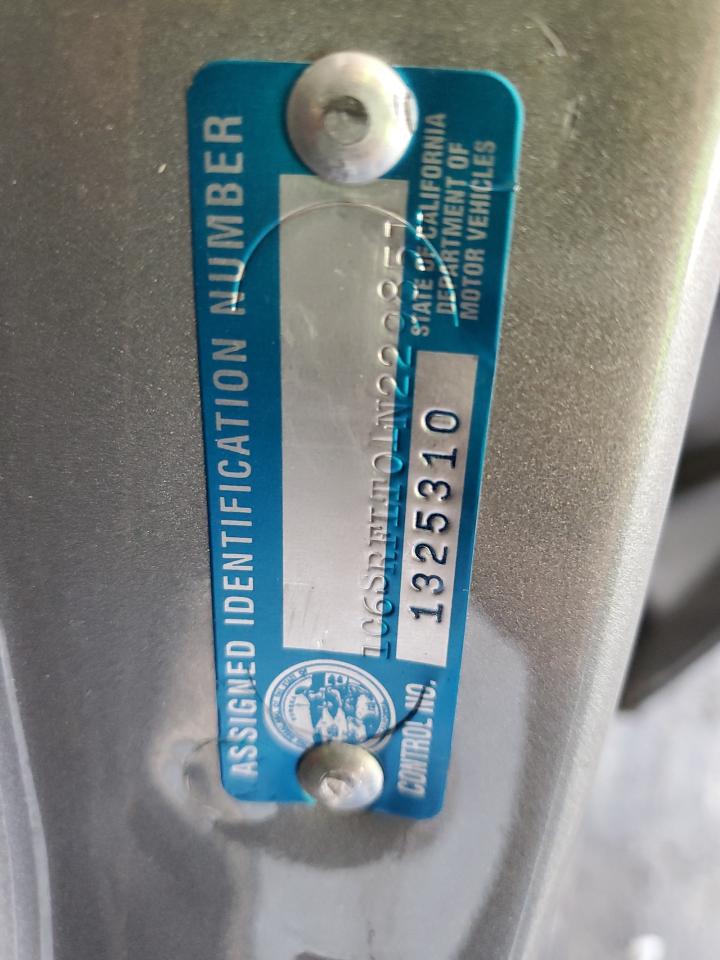 ASSIGNED IDENTIFICATION NUMBER
STATE OF CALIFORNIA
DEPARTMENT OF
MOTOR VEHICLES
CONTROL NO. 1325310